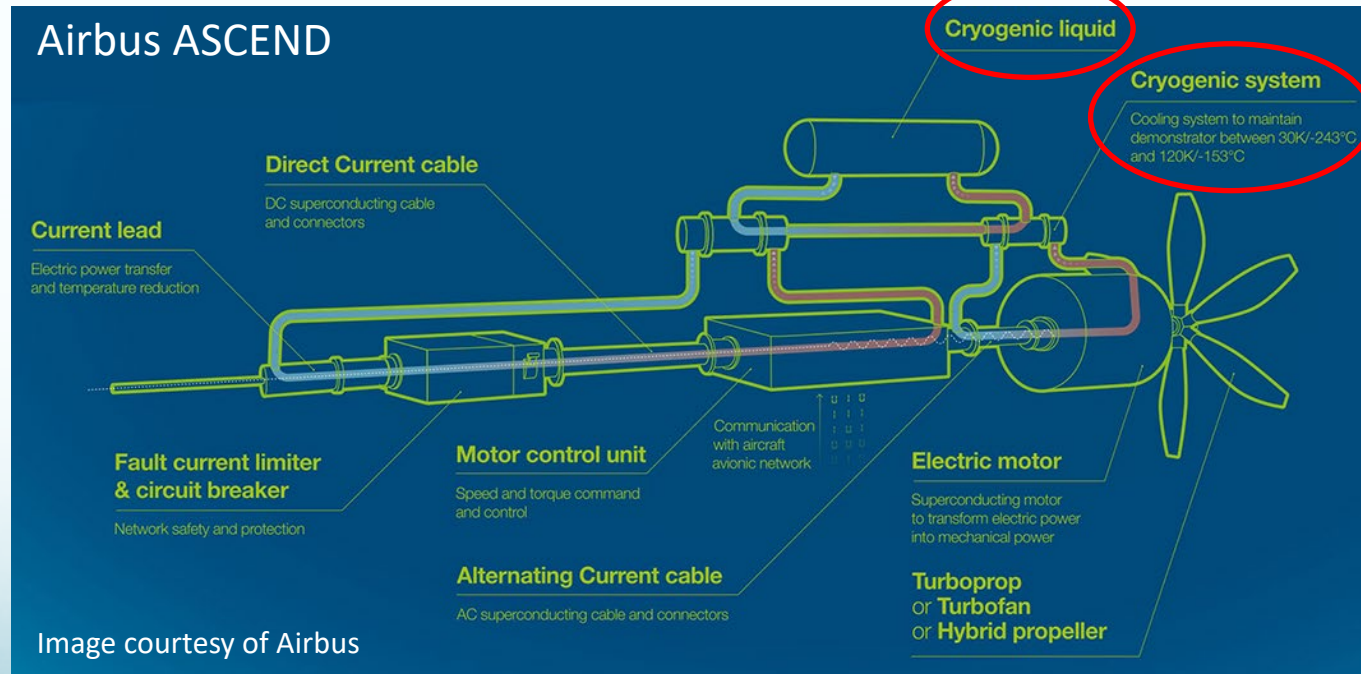 Airbus ASCEND
Cryogenic liquid
Cryogenic system
Cooling system to maintain
demonstrator between 30K/-243°C
and 120K/-153°C
Direct Current cable
DC superconducting cable
and connectors
Current lead
Electric power transfer
and temperature reduction
Fault current limiter
& circuit breaker
Network safety and protection
Motor control unit
Speed and torque command
and control
Communication
with aircraft
avionic network
Electric motor
Superconducting motor
to transform electric power
into mechanical power
Alternating Current cable
AC superconducting cable and connectors
Turboprop
or Turbofan
or Hybrid propeller
Image courtesy of Airbus